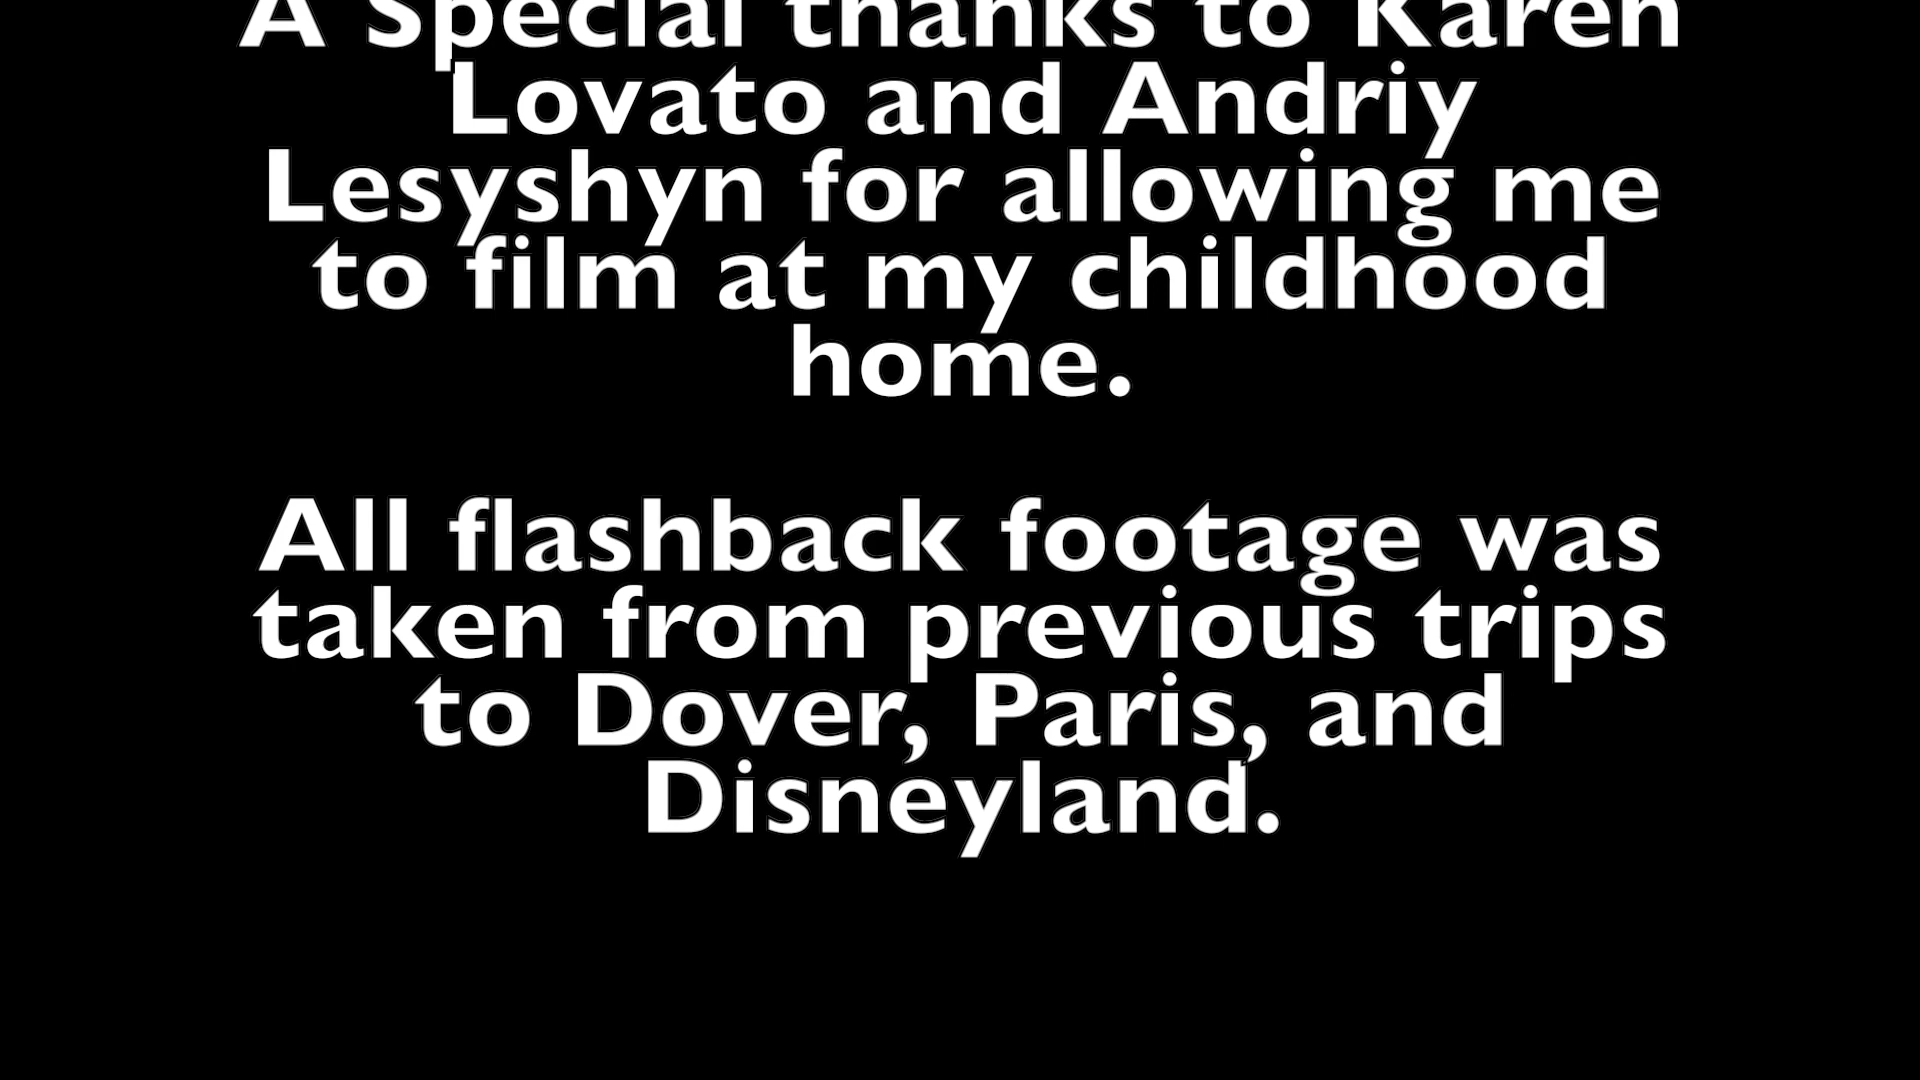 A Special thanks to Karen
Lovato and Andriy
Lesyshyn for allowing me
to film at my childhood
home.
All flashback footage was
taken from previous trips
to Dover, Paris, and
Disneyland.